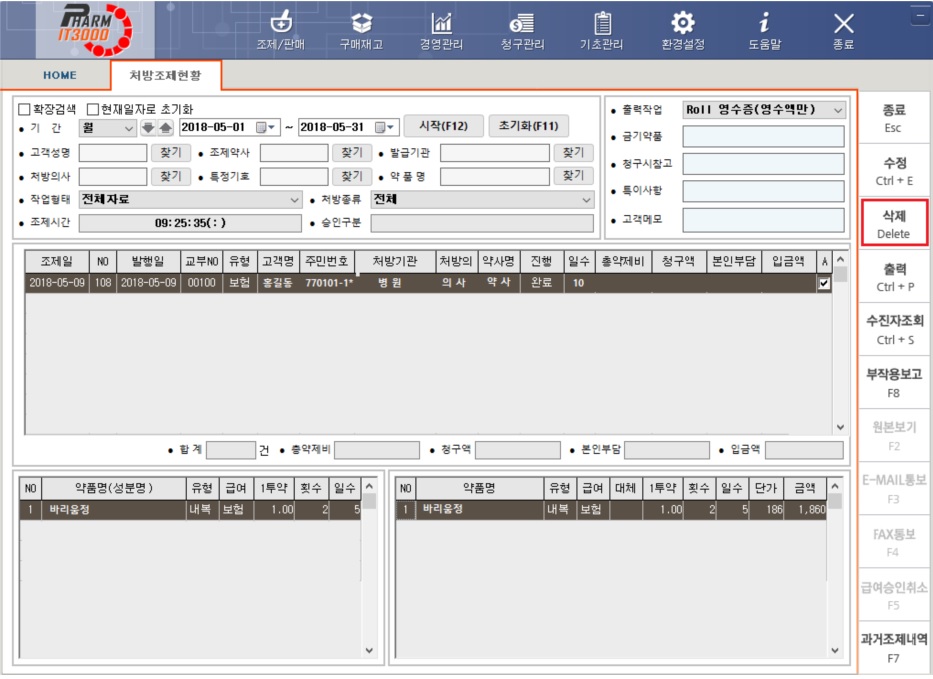 PHARM
IT3000
조제/판매 구매재고 경영관리 청구관리 기초관리 환경설정 도움말 종료
HOME 처방조제현황
확장검색 현재일자로 초기화
• 기 간 월 2018-05-01 ~ 2018-05-31 시작(F12) 초기화(F11)
• 고객성명 찾기 • 조제약사 찾기 • 발급기관 찾기
• 처방의사 찾기 • 특정기호 찾기 • 약 품 명 찾기
• 작업형태 전체자료 • 처방종류 전체
• 조제시간 09:25:35(:) • 승인구분
• 출력작업 Roll 영수증(영수액만)
• 금기약품
• 청구시참고
• 특이사항
• 고객메모
종료
Esc
수정
Ctrl + E
삭제
Delete
출력
Ctrl + P
수진자조회
Ctrl + S
부작용보고
F8
원본보기
F2
E-MAIL통보
F3
FAX통보
F4
급여승인취소
F5
과거조제내역
F7
조제일 NO 발행일 교부NO 유형 고객명 주민번호 처방기관 처방의 약사명 진행 일수 총약제비 청구액 본인부담 입금액 A
2018-05-09 108 2018-05-09 00100 보험 홍길동 770101-1* 병 원 의 사 약 사 완료 10
• 합 계 건 • 총약제비 • 청구액 • 본인부담 • 입금액
NO 약품명(성분명) 유형 급여 1투약 횟수 일수
1 바리움정 내복 보험 1.00 2 5
NO 약품명 유형 급여 대체 1투약 횟수 일수 단가 금액
1 바리움정 내복 보험 1.00 2 5 186 1,860